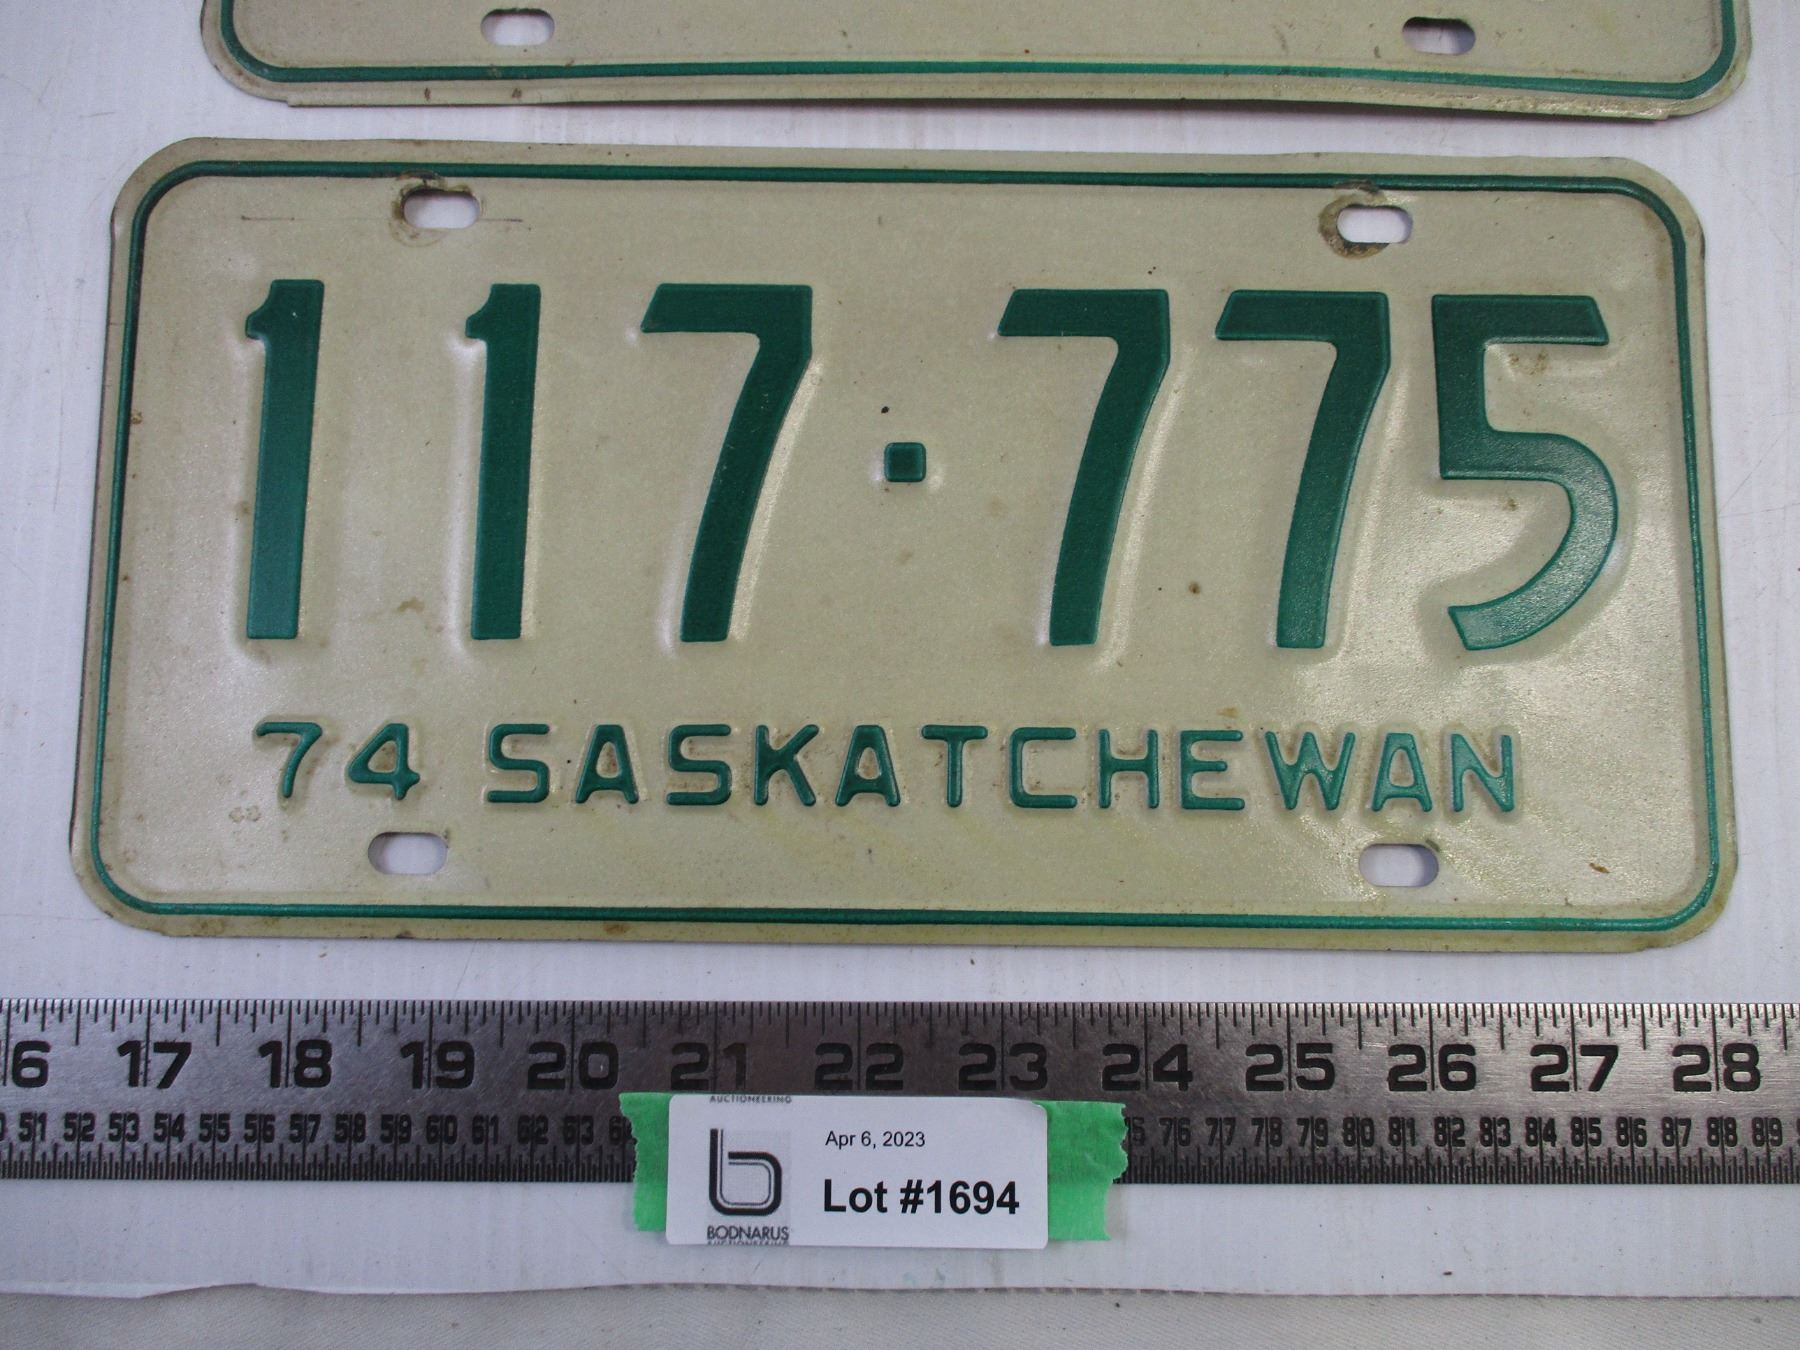 117·775
74 SASKATCHEWAN
17 18 19 20 21 22 23 24 25 26 27 28
51 52 53 54 55 56 57 58 59 60 61 62 63 76 77 78 79 80 81 82 83 84 85 86 87 88 89
AUCTIONEERING
Apr 6, 2023
Lot #1694
BODNARUS
AUCTIONEERING